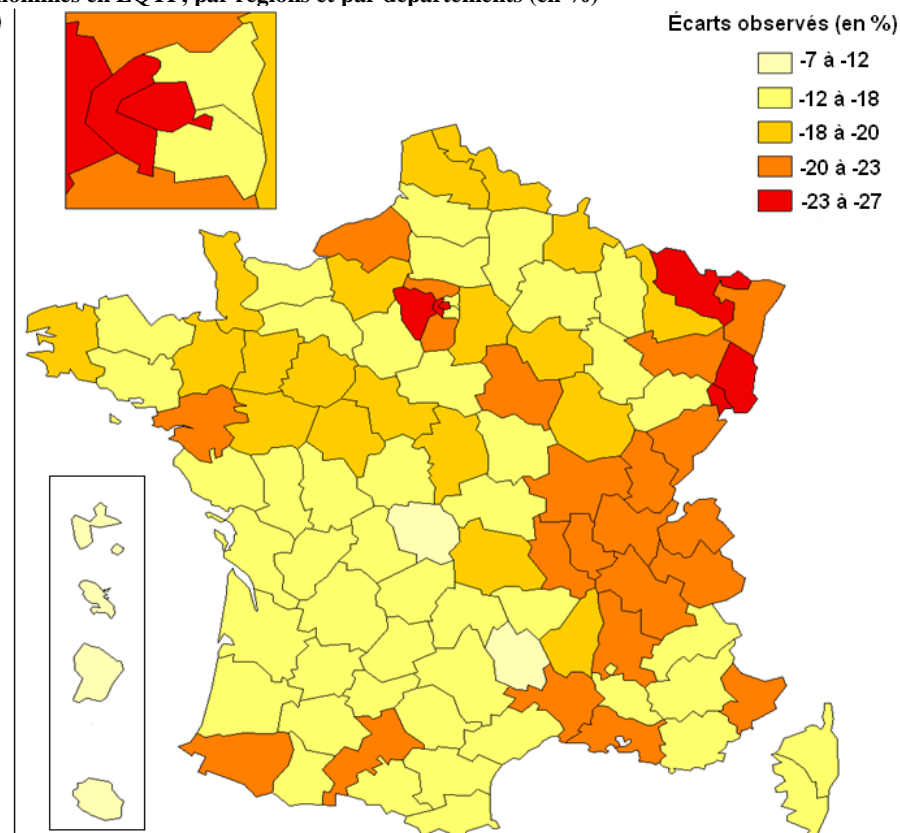 hommes en EQTP, par régions et par départements (en %)
Écarts observés (en %)
-7 à -12
-12 à -18
-18 à -20
-20 à -23
-23 à -27